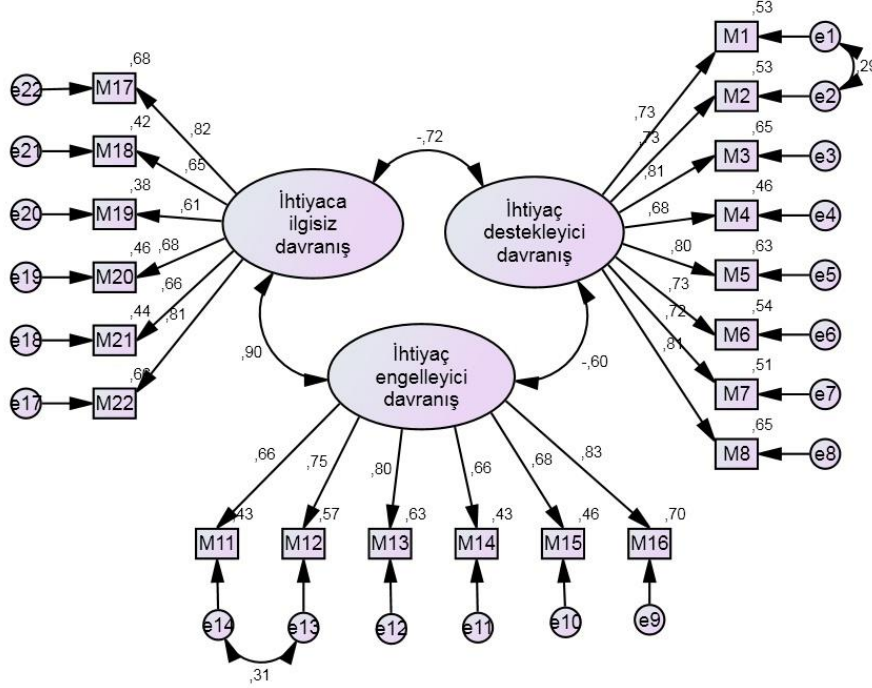 ,68
e22 M17
,82
,42
e21 M18
,65
,38
e20 M19
,61
,46
e19 M20
,68
,44
e18 M21
,66
e17 M22
,81
İhtiyaca
ilgisiz
davranış
-,72
İhtiyaç
destekleyici
davranış
,53
M1 e1
,29
,73
,53
M2 e2
,73
,65
M3 e3
,81
,46
M4 e4
,68
,63
M5 e5
,80
,54
M6 e6
,73
,51
M7 e7
,72
,65
M8 e8
,81
,90
İhtiyaç
engelleyici
davranış
-,60
,66 ,75 ,80 ,66 ,68 ,83
,43 ,57 ,63 ,43 ,46 ,70
M11 M12 M13 M14 M15 M16
e14 e13 e12 e11 e10 e9
,31